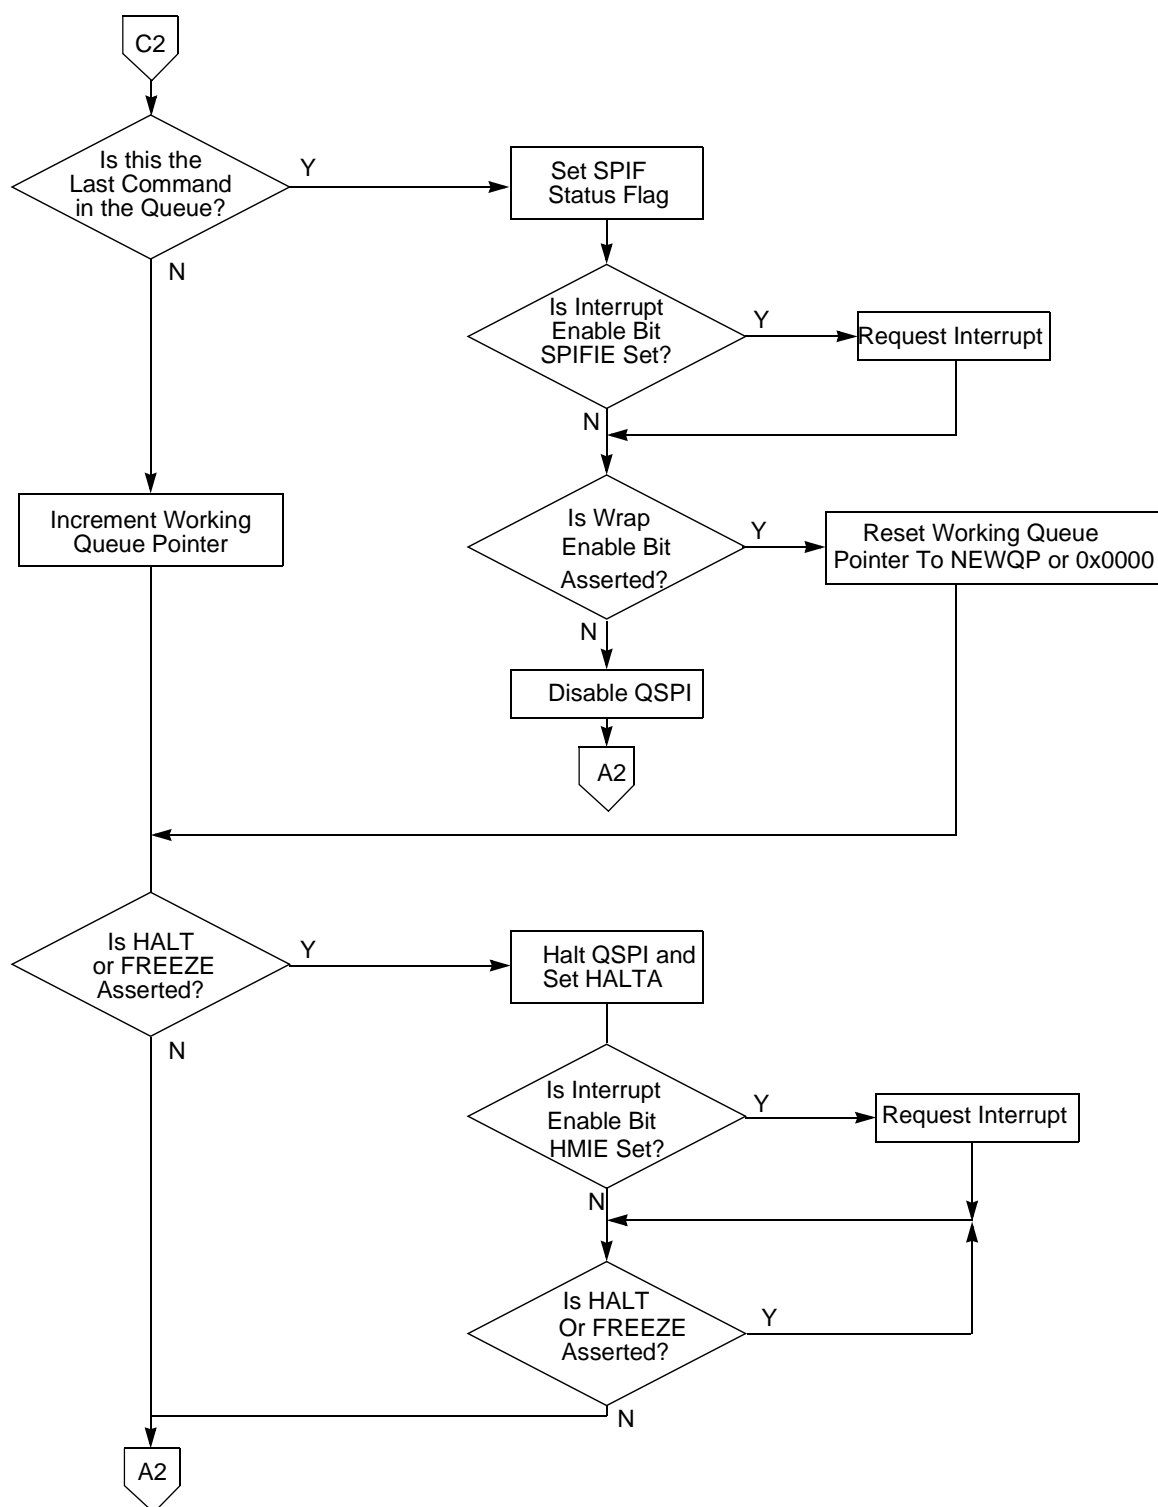 C2
Is this the
Last Command
in the Queue?
Y
N
Set SPIF
Status Flag
Is Interrupt
Enable Bit
SPIFIE Set?
Y
Request Interrupt
N
Increment Working
Queue Pointer
Is Wrap
Enable Bit
Asserted?
Y
Reset Working Queue
Pointer To NEWQP or 0x0000
N
Disable QSPI
A2
Is HALT
or FREEZE
Asserted?
Y
N
Halt QSPI and
Set HALTA
Is Interrupt
Enable Bit
HMIE Set?
Y
Request Interrupt
N
Is HALT
Or FREEZE
Asserted?
Y
N
A2